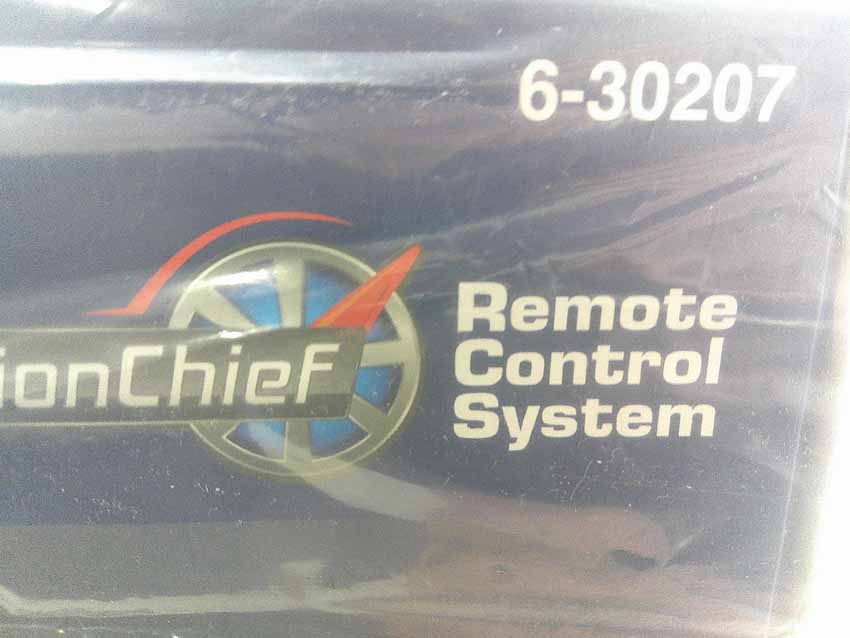 6-30207
ionChief
Remote
Control
System